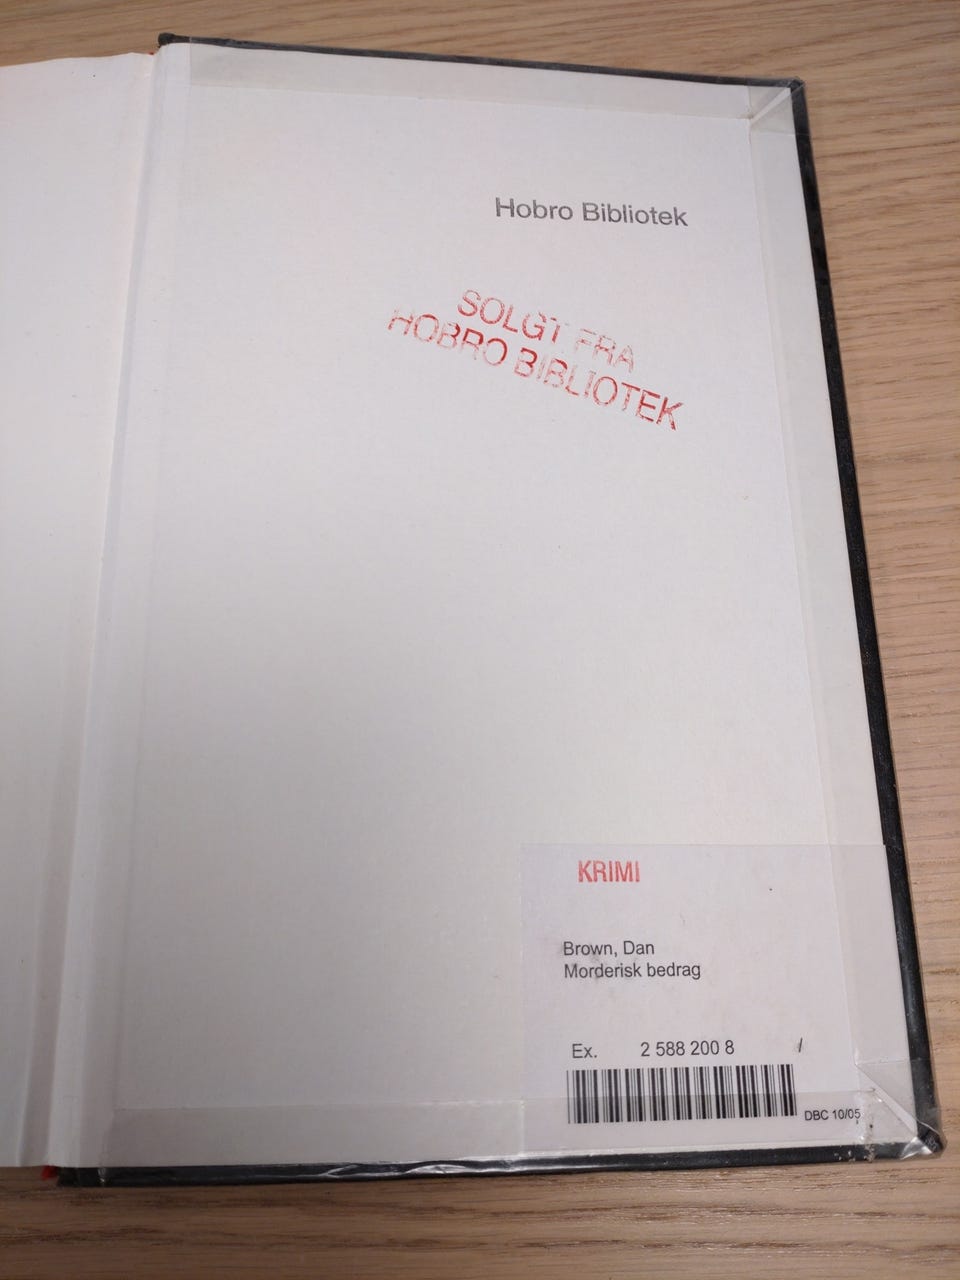 Hobro Bibliotek
SOLGT FRA
HOBRO BIBLIOTEK
KRIMI
Brown, Dan
Morderisk bedrag
Ex. 2 588 200 8 /
DBC 10/05